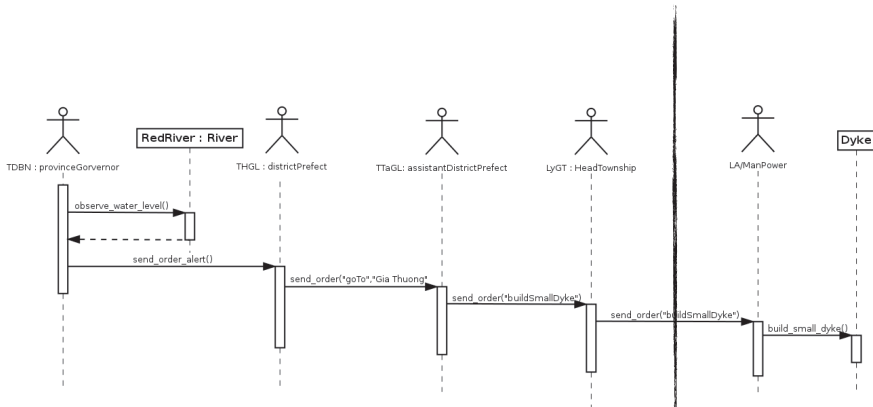 RedRiver : River
Dyke
TDBN : provinceGorvernor
THGL : districtPrefect
TTaGL: assistantDistrictPrefect
LyGT : HeadTownship
LA/ManPower
observe_water_level()
send_order_alert()
send_order("goTo","Gia Thuong"
send_order("buildSmallDyke")
send_order("buildSmallDyke")
build_small_dyke()